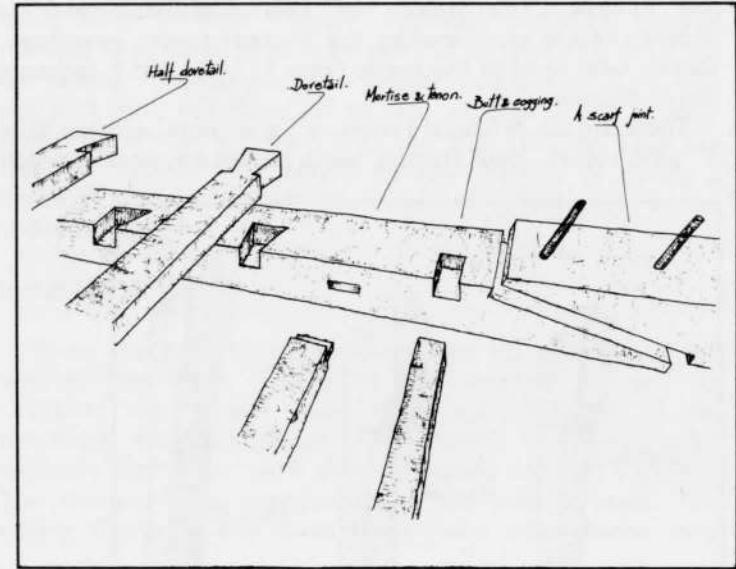 Half dovetail.
Dovetail.
Mortise & tenon.
Butt & cogging.
A scarf joint.